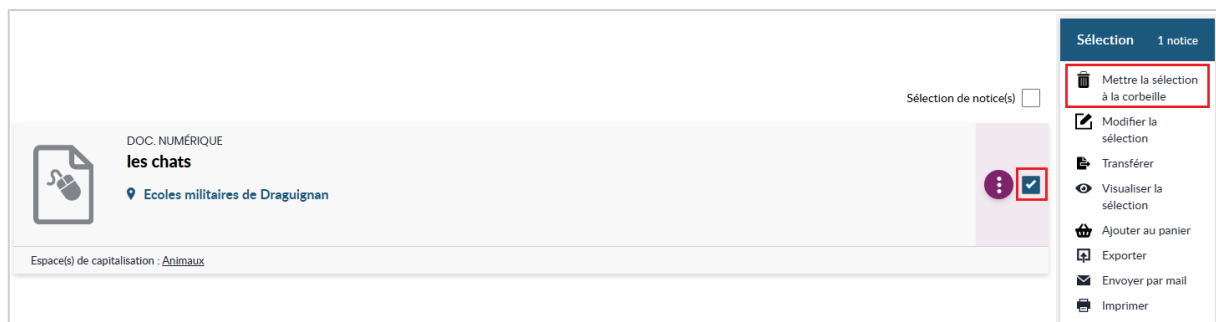 Sélection 1 notice
Mettre la sélection
à la corbeille
Sélection de notice(s)
Modifier la
sélection
DOC. NUMÉRIQUE
les chats
Transférer
Ecoles militaires de Draguignan
Visualiser la
sélection
Ajouter au panier
Espace(s) de capitalisation : Animaux
Exporter
Envoyer par mail
Imprimer